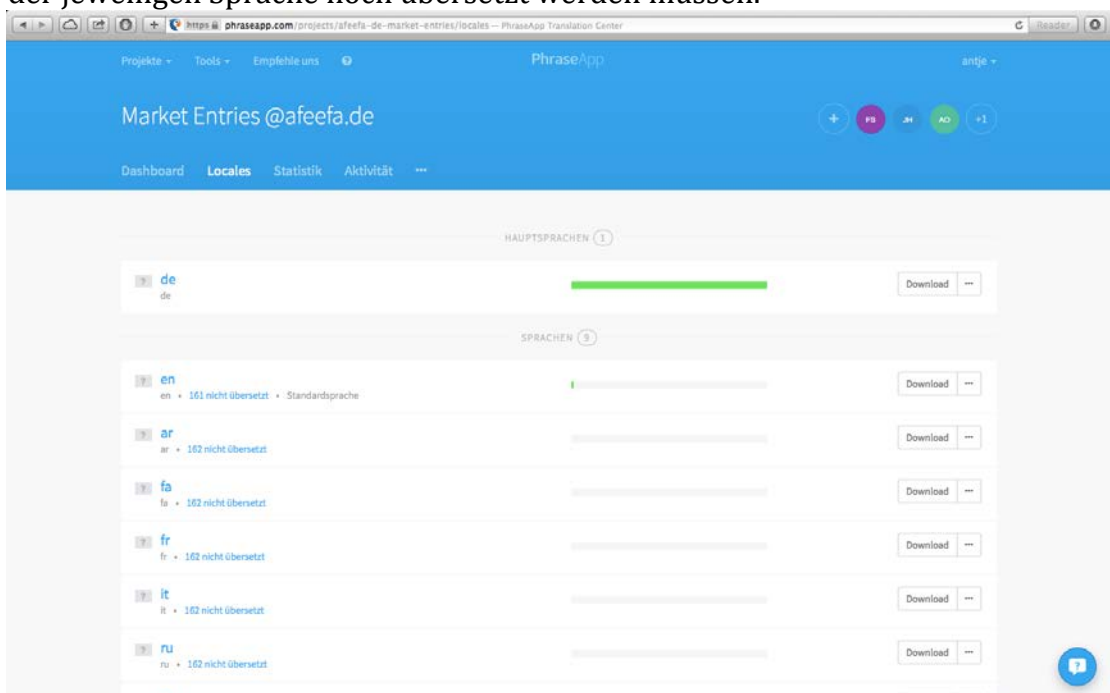 der jeweiligen Sprache noch übersetzt werden müssen.
https phraseapp.com/projects/afeefa-de-market-entries/locales — PhraseApp Translation Center
Reader
Projekte Tools Empfehle uns ?
PhraseApp
antje
Market Entries @afeefa.de
+ FS JH AO +1
Dashboard Locales Statistik Aktivität ···
HAUPTSPRACHEN 1
? de
de
Download ···
SPRACHEN 9
? en
en • 161 nicht übersetzt • Standardsprache
Download ···
? ar
ar • 162 nicht übersetzt
Download ···
? fa
fa • 162 nicht übersetzt
Download ···
? fr
fr • 162 nicht übersetzt
Download ···
? it
it • 162 nicht übersetzt
Download ···
? ru
ru • 162 nicht übersetzt
Download ···
?